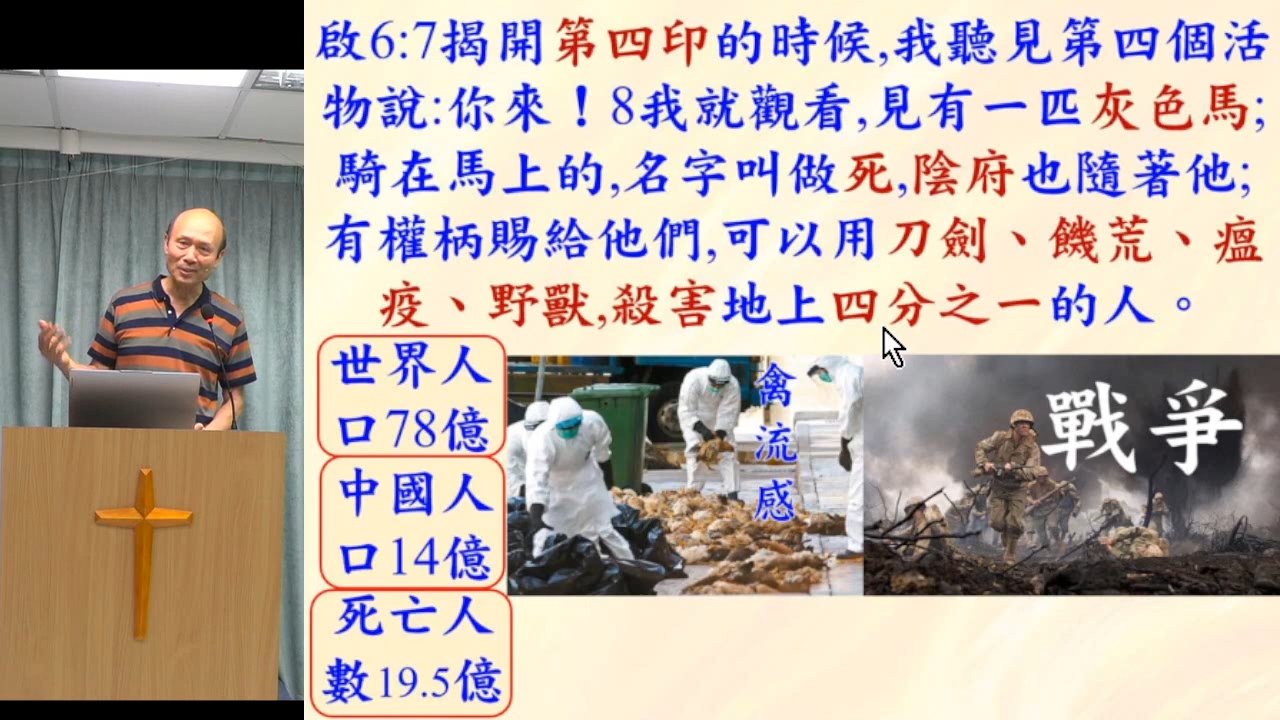 啟6:7揭開第四印的時候,我聽見第四個活
物說:你來！8我就觀看,見有一匹灰色馬;
騎在馬上的,名字叫做死,陰府也隨著他;
有權柄賜給他們,可以用刀劍、饑荒、瘟
疫、野獸,殺害地上四分之一的人。
世界人
口78億
中國人
口14億
死亡人
數19.5億
禽流感
戰爭